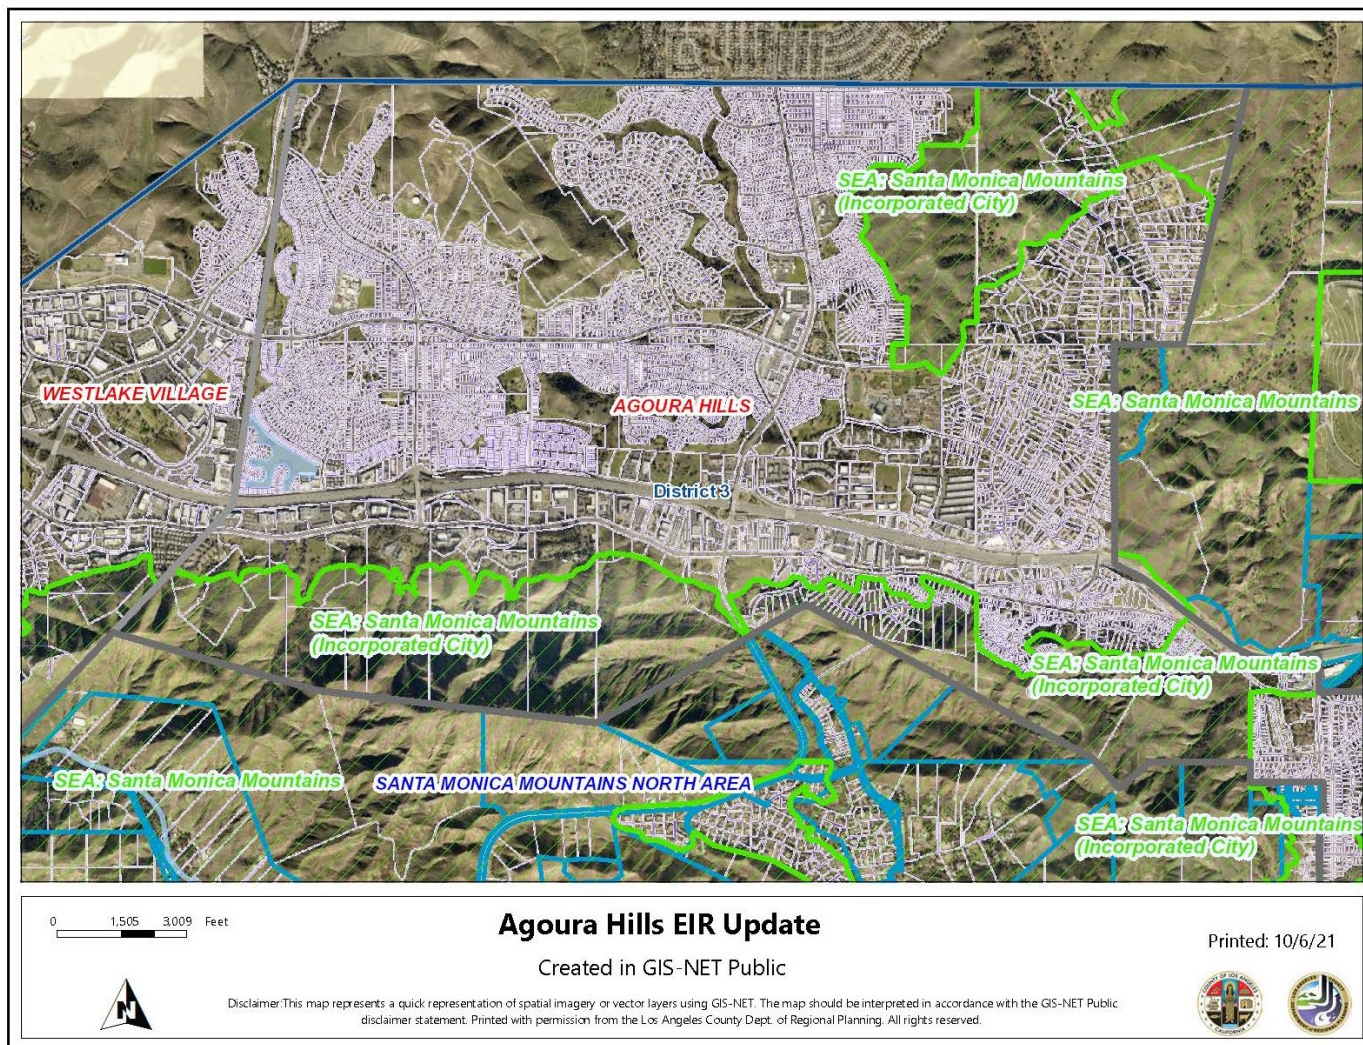 SEA: Santa Monica Mountains
(Incorporated City)
WESTLAKE VILLAGE
AGOURA HILLS
SEA: Santa Monica Mountains
District 3
SEA: Santa Monica Mountains
(Incorporated City)
SEA: Santa Monica Mountains
(Incorporated City)
SEA: Santa Monica Mountains
SANTA MONICA MOUNTAINS NORTH AREA
SEA: Santa Monica Mountains
(Incorporated City)
0 1,505 3,009 Feet
Agoura Hills EIR Update
Created in GIS-NET Public
Printed: 10/6/21
N
Disclaimer:This map represents a quick representation of spatial imagery or vector layers using GIS-NET. The map should be interpreted in accordance with the GIS-NET Public
disclaimer statement. Printed with permission from the Los Angeles County Dept. of Regional Planning. All rights reserved.
COUNTY OF LOS ANGELES
CALIFORNIA